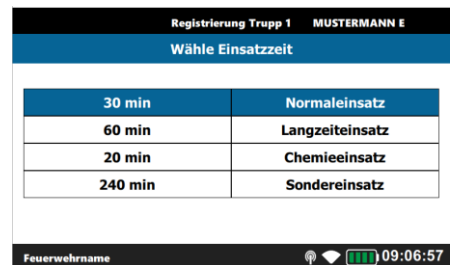 Registrierung Trupp 1 MUSTERMANN E
Wähle Einsatzzeit
30 min Normaleinsatz
60 min Langzeiteinsatz
20 min Chemieeinsatz
240 min Sondereinsatz
Feuerwehrname 09:06:57